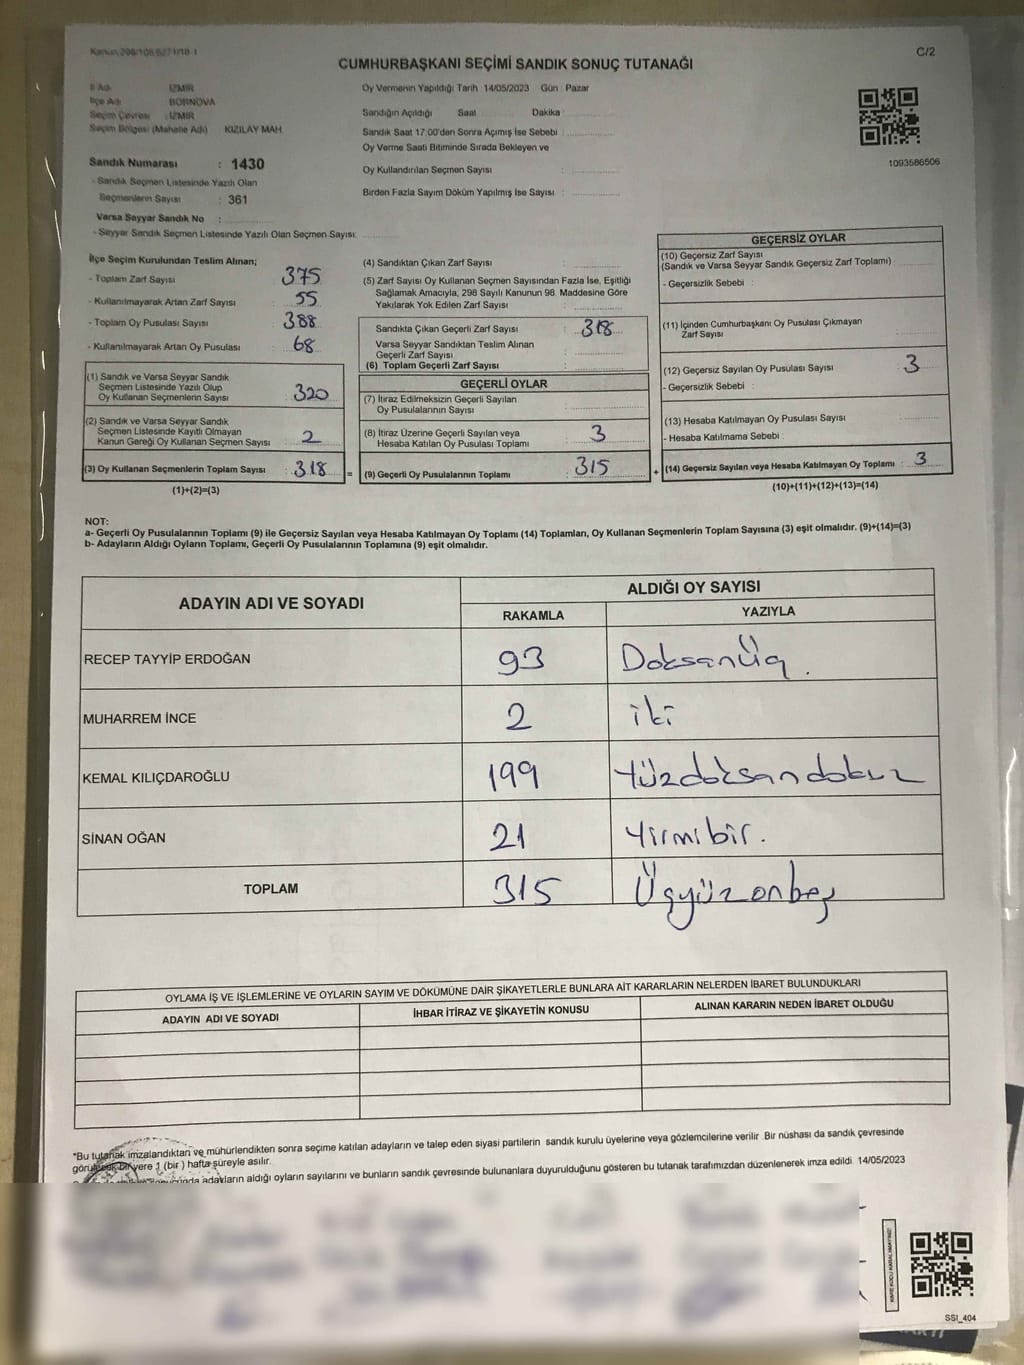 Kanun 298/105,6271/18-1
C/2
CUMHURBAŞKANI SEÇİMİ SANDIK SONUÇ TUTANAĞI
İl Adı İZMİR
İlçe Adı BORNOVA
Seçim Çevresi : İZMİR
Seçim Bölgesi (Mahalle Adı) KIZILAY MAH.
Sandık Numarası : 1430
- Sandık Seçmen Listesinde Yazılı Olan
Seçmenlerin Sayısı : 361
Varsa Seyyar Sandık No :
- Seyyar Sandık Seçmen Listesinde Yazılı Olan Seçmen Sayısı:
Oy Vermenin Yapıldığı Tarih 14/05/2023 Gün : Pazar
Sandığın Açıldığı Saat Dakika
Sandık Saat 17:00'den Sonra Açımış İse Sebebi :
Oy Verme Saati Bitiminde Sırada Bekleyen ve
Oy Kullandırılan Seçmen Sayısı :
Birden Fazla Sayım Döküm Yapılmış İse Sayısı :
1093586506
İlçe Seçim Kurulundan Teslim Alınan;
- Toplam Zarf Sayısı : 375
- Kullanılmayarak Artan Zarf Sayısı : 55
- Toplam Oy Pusulası Sayısı : 388
- Kullanılmayarak Artan Oy Pusulası : 68
(1) Sandık ve Varsa Seyyar Sandık
Seçmen Listesinde Yazılı Olup
Oy Kullanan Seçmenlerin Sayısı : 320
(2) Sandık ve Varsa Seyyar Sandık
Seçmen Listesinde Kayıtlı Olmayan
Kanun Gereği Oy Kullanan Seçmen Sayısı : 2
(3) Oy Kullanan Seçmenlerin Toplam Sayısı : 318 =
(1)+(2)=(3)
(4) Sandıktan Çıkan Zarf Sayısı :
(5) Zarf Sayısı Oy Kullanan Seçmen Sayısından Fazla İse, Eşitliği
Sağlamak Amacıyla, 298 Sayılı Kanunun 98. Maddesine Göre
Yakılarak Yok Edilen Zarf Sayısı :
Sandıkta Çıkan Geçerli Zarf Sayısı : 318
Varsa Seyyar Sandıktan Teslim Alınan
Geçerli Zarf Sayısı :
(6) Toplam Geçerli Zarf Sayısı :
GEÇERLİ OYLAR
(7) İtiraz Edilmeksizin Geçerli Sayılan
Oy Pusulalarının Sayısı :
(8) İtiraz Üzerine Geçerli Sayılan veya
Hesaba Katılan Oy Pusulası Toplamı : 3
(9) Geçerli Oy Pusulalarının Toplamı : 315 +
GEÇERSİZ OYLAR
(10) Geçersiz Zarf Sayısı
(Sandık ve Varsa Seyyar Sandık Geçersiz Zarf Toplamı) :
- Geçersizlik Sebebi :
(11) İçinden Cumhurbaşkanı Oy Pusulası Çıkmayan
Zarf Sayısı :
(12) Geçersiz Sayılan Oy Pusulası Sayısı : 3
- Geçersizlik Sebebi :
(13) Hesaba Katılmayan Oy Pusulası Sayısı :
- Hesaba Katılmama Sebebi :
(14) Geçersiz Sayılan veya Hesaba Katılmayan Oy Toplamı : 3
(10)+(11)+(12)+(13)=(14)
NOT:
a- Geçerli Oy Pusulalarının Toplamı (9) ile Geçersiz Sayılan veya Hesaba Katılmayan Oy Toplamı (14) Toplamları, Oy Kullanan Seçmenlerin Toplam Sayısına (3) eşit olmalıdır. (9)+(14)=(3)
b- Adayların Aldığı Oyların Toplamı, Geçerli Oy Pusulalarının Toplamına (9) eşit olmalıdır.
ADAYIN ADI VE SOYADI ALDIĞI OY SAYISI
RAKAMLA YAZIYLA
RECEP TAYYİP ERDOĞAN 93 Doksanüç.
MUHARREM İNCE 2 iki
KEMAL KILIÇDAROĞLU 199 Yüzdoksandokuz
SİNAN OĞAN 21 Yirmibir.
TOPLAM 315 Üçyüzonbeş
OYLAMA İŞ VE İŞLEMLERİNE VE OYLARIN SAYIM VE DÖKÜMÜNE DAİR ŞİKAYETLERLE BUNLARA AİT KARARLARIN NELERDEN İBARET BULUNDUKLARI
ADAYIN ADI VE SOYADI İHBAR İTİRAZ VE ŞİKAYETİN KONUSU ALINAN KARARIN NEDEN İBARET OLDUĞU
*Bu tutanak imzalandıktan ve mühürlendikten sonra seçime katılan adayların ve talep eden siyasi partilerin sandık kurulu üyelerine veya gözlemcilerine verilir. Bir nüshası da sandık çevresinde
bir yere 1 (bir ) hafta süreyle asılır.
adayların aldığı oyların sayılarını ve bunların sandık çevresinde bulunanlara duyurulduğunu gösteren bu tutanak tarafımızdan düzenlenerek imza edildi. 14/05/2023
SSI_404